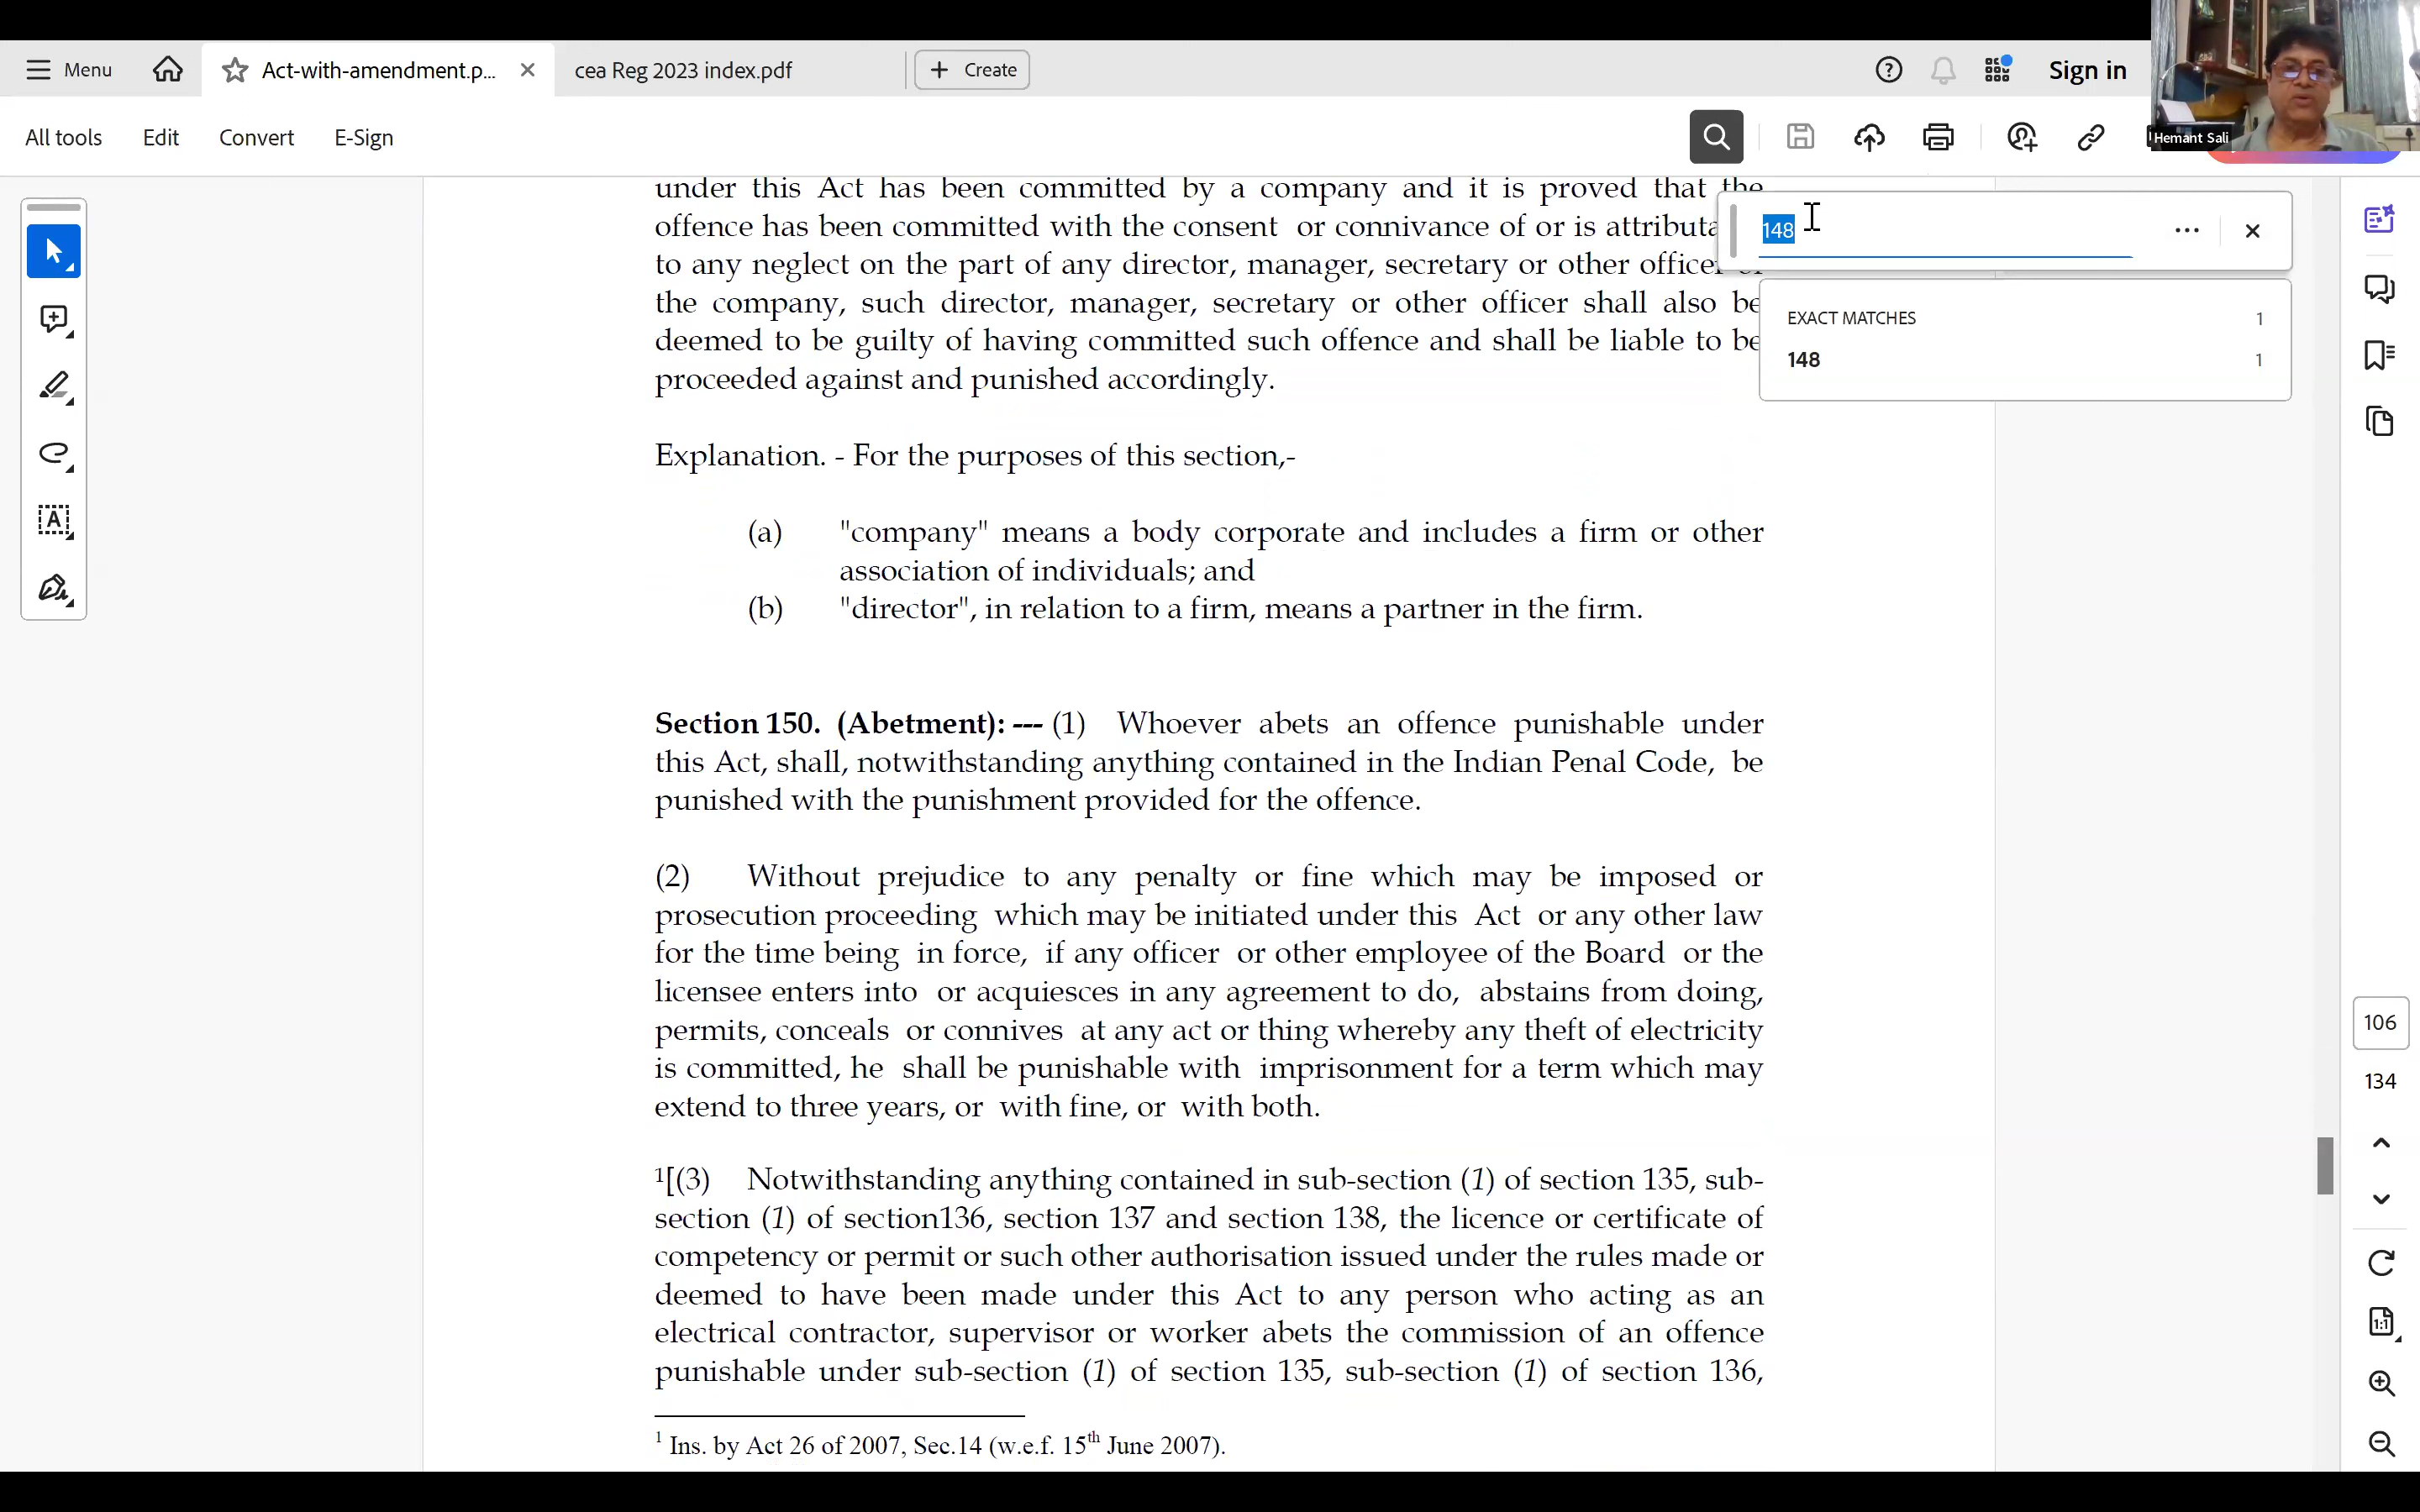 Menu
Act-with-amendment.p...
cea Reg 2023 index.pdf
Create
Sign in
All tools
Edit
Convert
E-Sign
Hemant Sali
148
EXACT MATCHES 1
148 1
under this Act has been committed by a company and it is proved that the
offence has been committed with the consent or connivance of or is attributa
to any neglect on the part of any director, manager, secretary or other officer of
the company, such director, manager, secretary or other officer shall also be
deemed to be guilty of having committed such offence and shall be liable to be
proceeded against and punished accordingly.
Explanation. - For the purposes of this section,-
(a) "company" means a body corporate and includes a firm or other
association of individuals; and
(b) "director", in relation to a firm, means a partner in the firm.
Section 150. (Abetment): --- (1) Whoever abets an offence punishable under
this Act, shall, notwithstanding anything contained in the Indian Penal Code, be
punished with the punishment provided for the offence.
(2) Without prejudice to any penalty or fine which may be imposed or
prosecution proceeding which may be initiated under this Act or any other law
for the time being in force, if any officer or other employee of the Board or the
licensee enters into or acquiesces in any agreement to do, abstains from doing,
permits, conceals or connives at any act or thing whereby any theft of electricity
is committed, he shall be punishable with imprisonment for a term which may
extend to three years, or with fine, or with both.
1[(3) Notwithstanding anything contained in sub-section (1) of section 135, sub-
section (1) of section136, section 137 and section 138, the licence or certificate of
competency or permit or such other authorisation issued under the rules made or
deemed to have been made under this Act to any person who acting as an
electrical contractor, supervisor or worker abets the commission of an offence
punishable under sub-section (1) of section 135, sub-section (1) of section 136,
1 Ins. by Act 26 of 2007, Sec.14 (w.e.f. 15th June 2007).
106
134